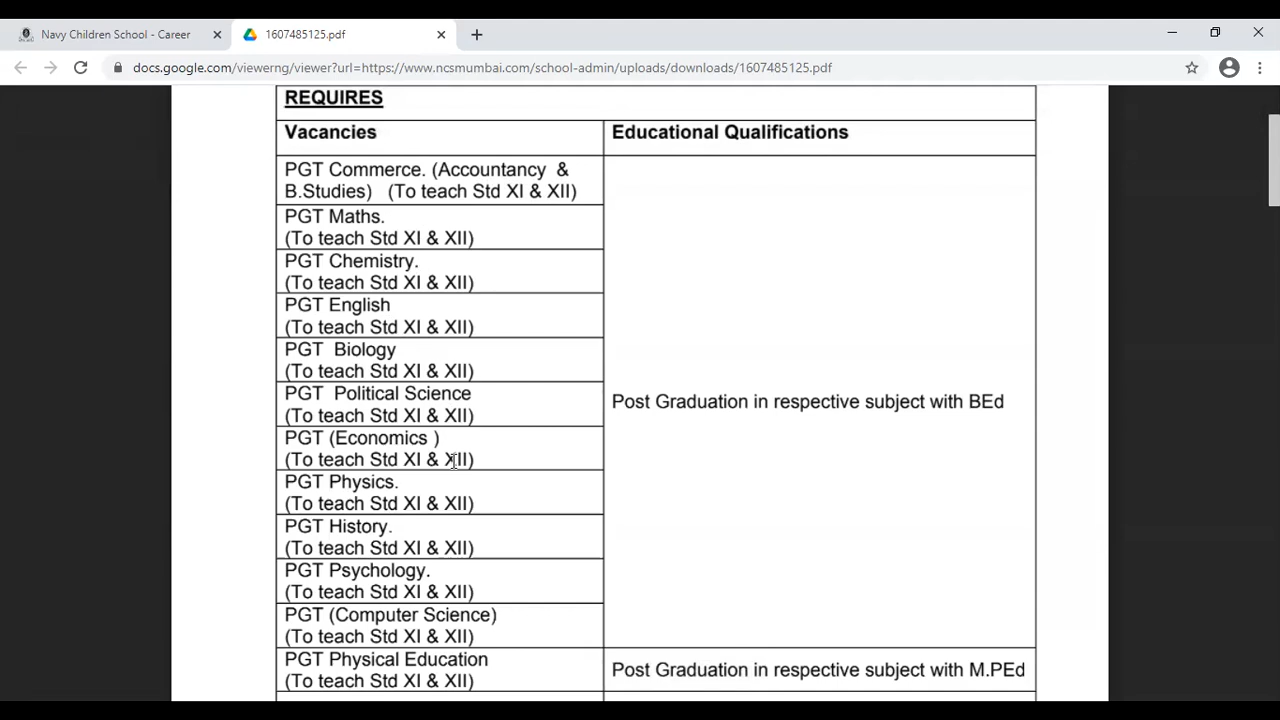 Navy Children School - Career
1607485125.pdf
docs.google.com/viewerng/viewer?url=https://www.ncsmumbai.com/school-admin/uploads/downloads/1607485125.pdf
REQUIRES
Vacancies
Educational Qualifications
PGT Commerce. (Accountancy &
B.Studies) (To teach Std XI & XII)
PGT Maths.
(To teach Std XI & XII)
PGT Chemistry.
(To teach Std XI & XII)
PGT English
(To teach Std XI & XII)
PGT Biology
(To teach Std XI & XII)
PGT Political Science
(To teach Std XI & XII)
PGT (Economics )
(To teach Std XI & XII)
PGT Physics.
(To teach Std XI & XII)
PGT History.
(To teach Std XI & XII)
PGT Psychology.
(To teach Std XI & XII)
PGT (Computer Science)
(To teach Std XI & XII)
Post Graduation in respective subject with BEd
PGT Physical Education
(To teach Std XI & XII)
Post Graduation in respective subject with M.PEd